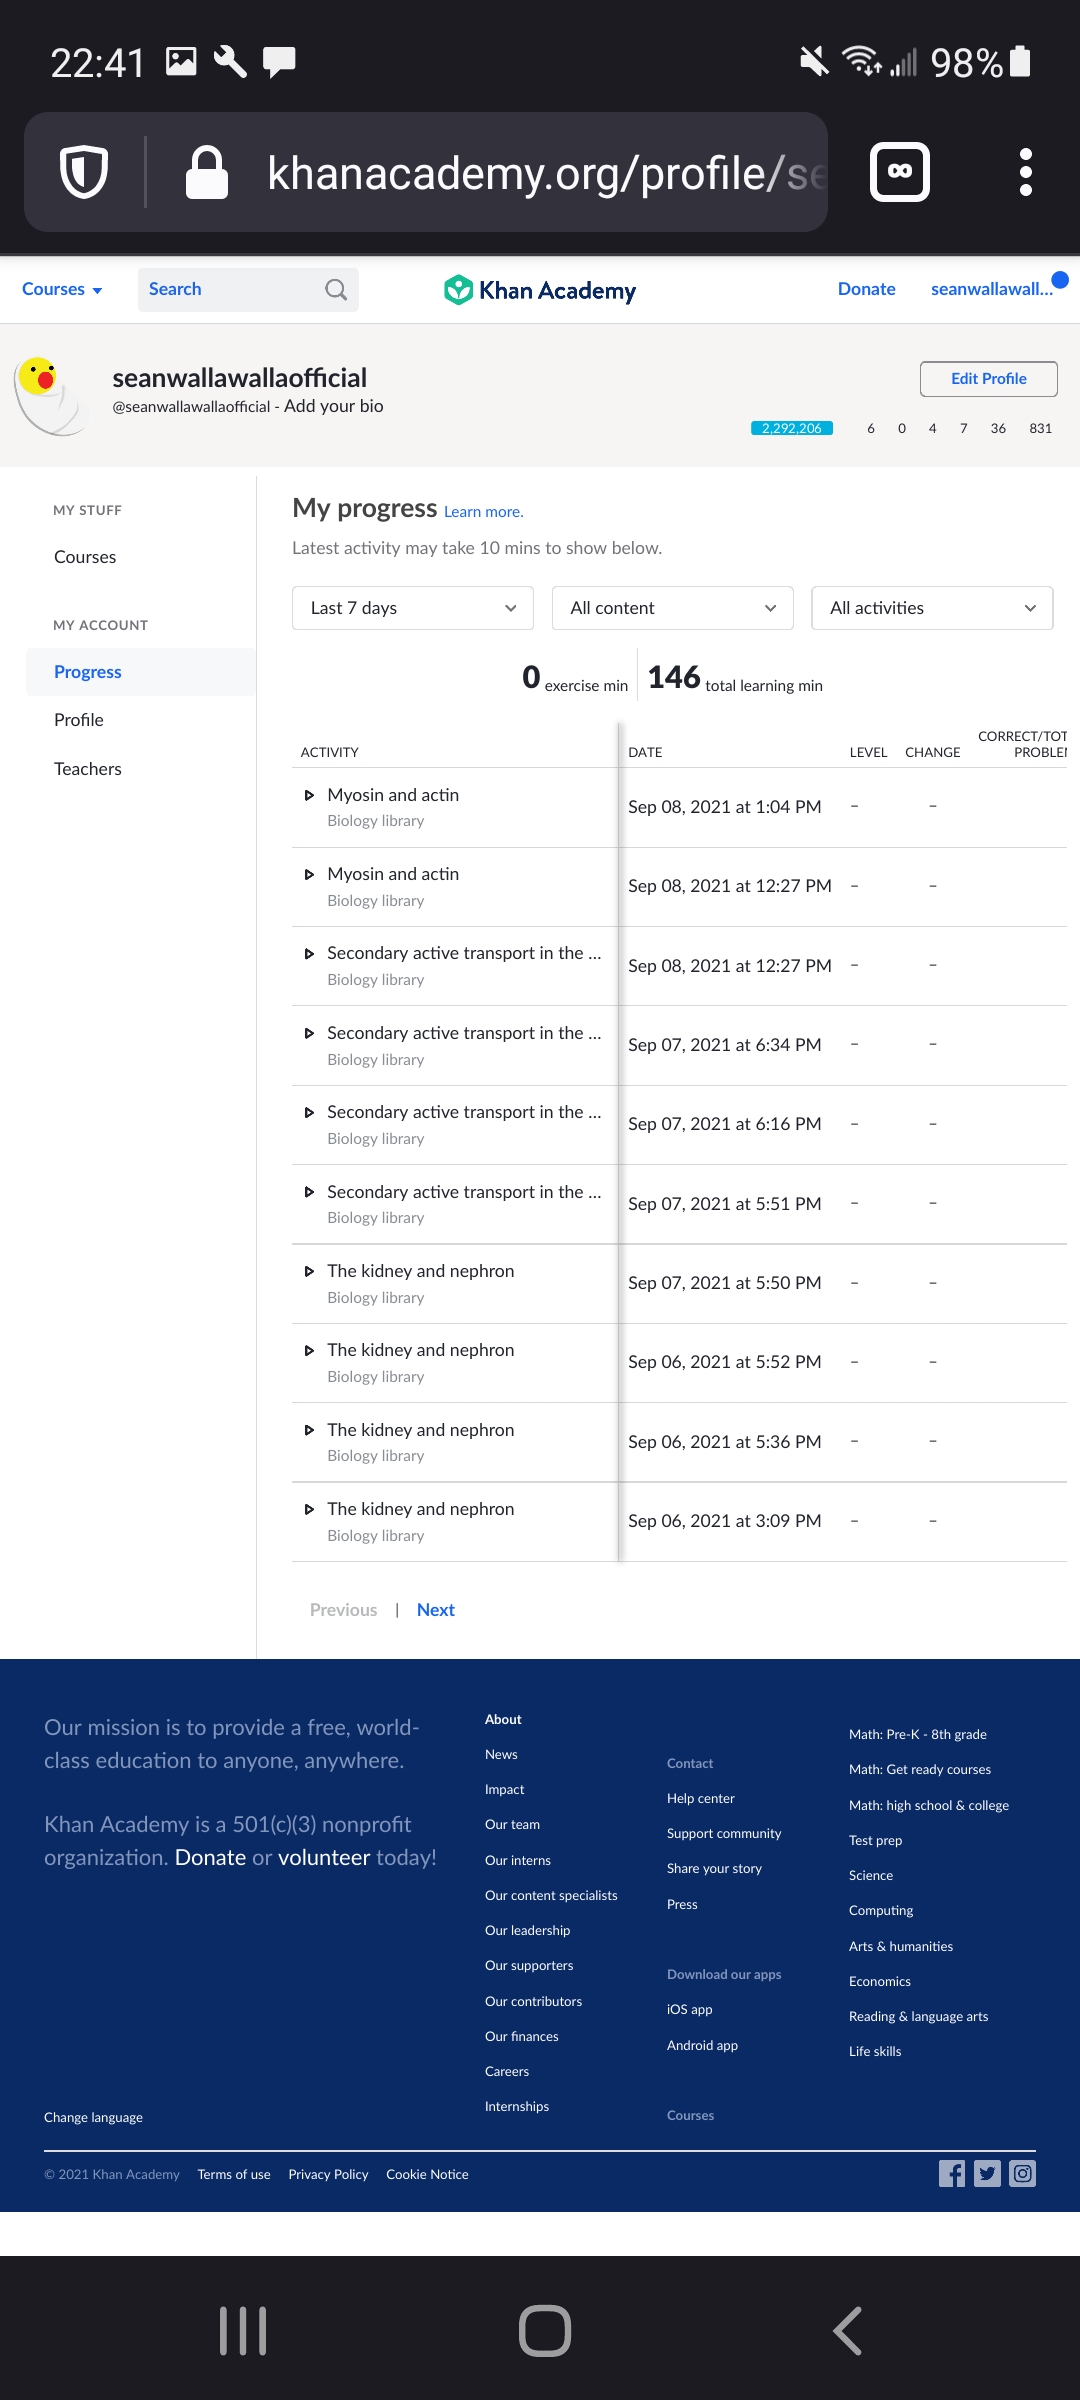 22:41
98%
khanacademy.org/profile/se
Courses
Search
Khan Academy
Donate
seanwallawall...
seanwallawallaofficial
@seanwallawallaofficial - Add your bio
Edit Profile
2,292,206 6 0 4 7 36 831
MY STUFF
Courses
MY ACCOUNT
Progress
Profile
Teachers
My progress Learn more.
Latest activity may take 10 mins to show below.
Last 7 days
All content
All activities
0 exercise min
146 total learning min
ACTIVITY DATE LEVEL CHANGE CORRECT/TOT
PROBLEM
Myosin and actin
Biology library
Sep 08, 2021 at 1:04 PM – –
Myosin and actin
Biology library
Sep 08, 2021 at 12:27 PM – –
Secondary active transport in the ...
Biology library
Sep 08, 2021 at 12:27 PM – –
Secondary active transport in the ...
Biology library
Sep 07, 2021 at 6:34 PM – –
Secondary active transport in the ...
Biology library
Sep 07, 2021 at 6:16 PM – –
Secondary active transport in the ...
Biology library
Sep 07, 2021 at 5:51 PM – –
The kidney and nephron
Biology library
Sep 07, 2021 at 5:50 PM – –
The kidney and nephron
Biology library
Sep 06, 2021 at 5:52 PM – –
The kidney and nephron
Biology library
Sep 06, 2021 at 5:36 PM – –
The kidney and nephron
Biology library
Sep 06, 2021 at 3:09 PM – –
Previous | Next
Our mission is to provide a free, world-
class education to anyone, anywhere.
Khan Academy is a 501(c)(3) nonprofit
organization. Donate or volunteer today!
About
News
Impact
Our team
Our interns
Our content specialists
Our leadership
Our supporters
Our contributors
Our finances
Careers
Internships
Contact
Help center
Support community
Share your story
Press
Download our apps
iOS app
Android app
Courses
Math: Pre-K - 8th grade
Math: Get ready courses
Math: high school & college
Test prep
Science
Computing
Arts & humanities
Economics
Reading & language arts
Life skills
Change language
© 2021 Khan Academy Terms of use Privacy Policy Cookie Notice